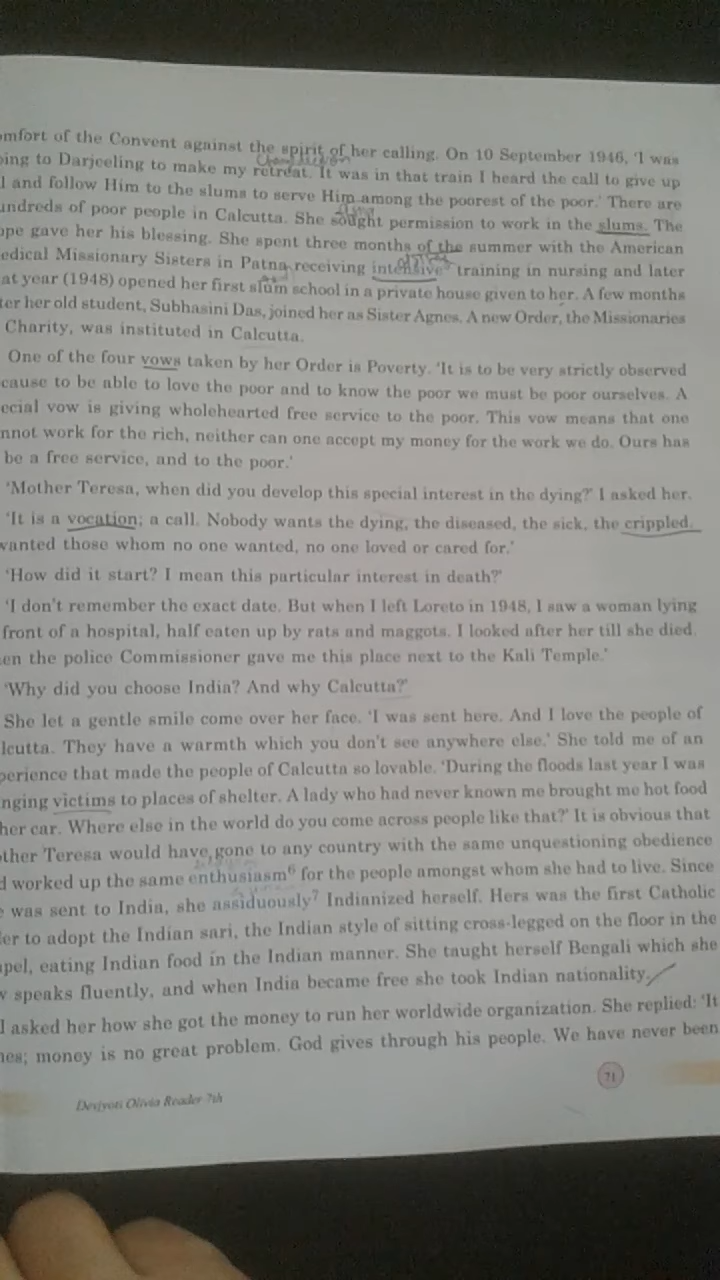 omfort of the Convent against the spirit of her calling. On 10 September 1946, 'I was
ing to Darjeeling to make my retreat. It was in that train I heard the call to give up
l and follow Him to the slums to serve Him among the poorest of the poor.' There are
undreds of poor people in Calcutta. She sought permission to work in the slums. The
ope gave her his blessing. She spent three months of the summer with the American
edical Missionary Sisters in Patna receiving intensive⁵ training in nursing and later
at year (1948) opened her first slum school in a private house given to her. A few months
ter her old student, Subhasini Das, joined her as Sister Agnes. A new Order, the Missionaries
Charity, was instituted in Calcutta.
One of the four vows taken by her Order is Poverty. 'It is to be very strictly observed
cause to be able to love the poor and to know the poor we must be poor ourselves. A
ecial vow is giving wholehearted free service to the poor. This vow means that one
nnot work for the rich, neither can one accept my money for the work we do. Ours has
be a free service, and to the poor.'
'Mother Teresa, when did you develop this special interest in the dying?' I asked her.
'It is a vocation; a call. Nobody wants the dying, the diseased, the sick, the crippled.
wanted those whom no one wanted, no one loved or cared for.'
'How did it start? I mean this particular interest in death?'
'I don't remember the exact date. But when I left Loreto in 1948, I saw a woman lying
front of a hospital, half eaten up by rats and maggots. I looked after her till she died.
en the police Commissioner gave me this place next to the Kali Temple.'
'Why did you choose India? And why Calcutta?'
She let a gentle smile come over her face. 'I was sent here. And I love the people of
lcutta. They have a warmth which you don't see anywhere else.' She told me of an
perience that made the people of Calcutta so lovable. 'During the floods last year I was
nging victims to places of shelter. A lady who had never known me brought me hot food
her car. Where else in the world do you come across people like that?' It is obvious that
other Teresa would have gone to any country with the same unquestioning obedience
d worked up the same enthusiasm⁶ for the people amongst whom she had to live. Since
e was sent to India, she assiduously⁷ Indianized herself. Hers was the first Catholic
er to adopt the Indian sari, the Indian style of sitting cross-legged on the floor in the
apel, eating Indian food in the Indian manner. She taught herself Bengali which she
w speaks fluently, and when India became free she took Indian nationality.
I asked her how she got the money to run her worldwide organization. She replied: 'It
mes; money is no great problem. God gives through his people. We have never been
71
Devjyoti Olivia Reader 7th